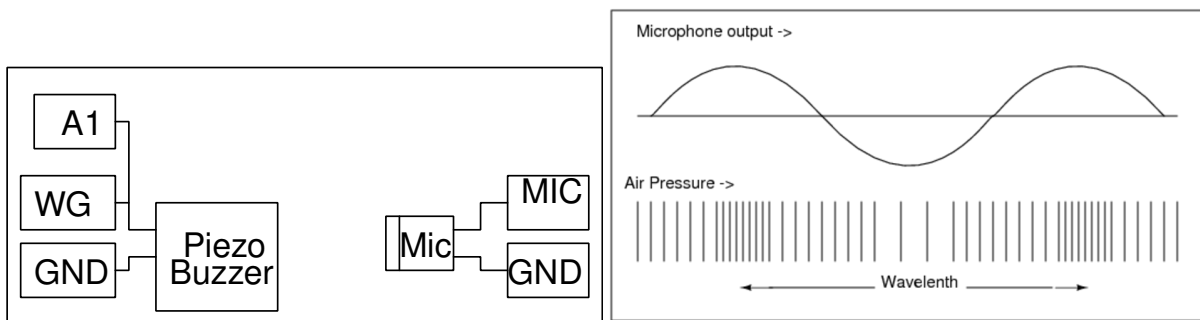 A1
WG
GND
Piezo
Buzzer
Mic
MIC
GND
Microphone output ->
Air Pressure ->
Wavelenth